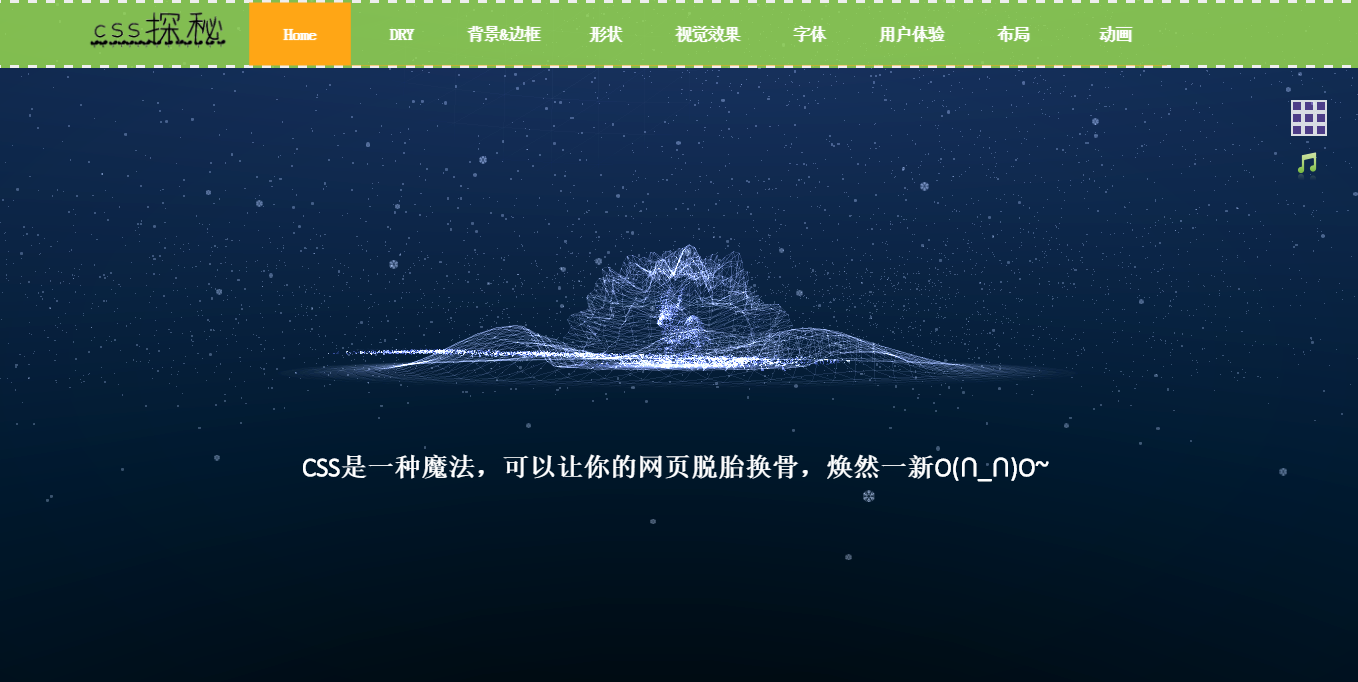 css探秘
Home DRY 背景&边框 形状 视觉效果 字体 用户体验 布局 动画
CSS是一种魔法，可以让你的网页脱胎换骨，焕然一新O(∩_∩)O~